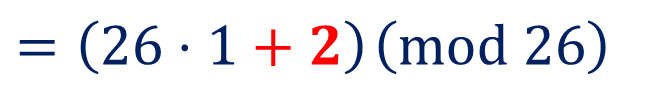 = (26 · 1 + 2) (mod 26)